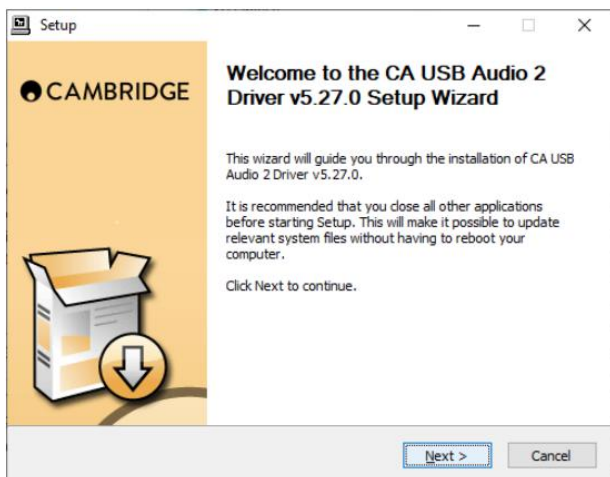 Setup
CAMBRIDGE
Welcome to the CA USB Audio 2
Driver v5.27.0 Setup Wizard
This wizard will guide you through the installation of CA USB
Audio 2 Driver v5.27.0.
It is recommended that you close all other applications
before starting Setup. This will make it possible to update
relevant system files without having to reboot your
computer.
Click Next to continue.
Next >
Cancel